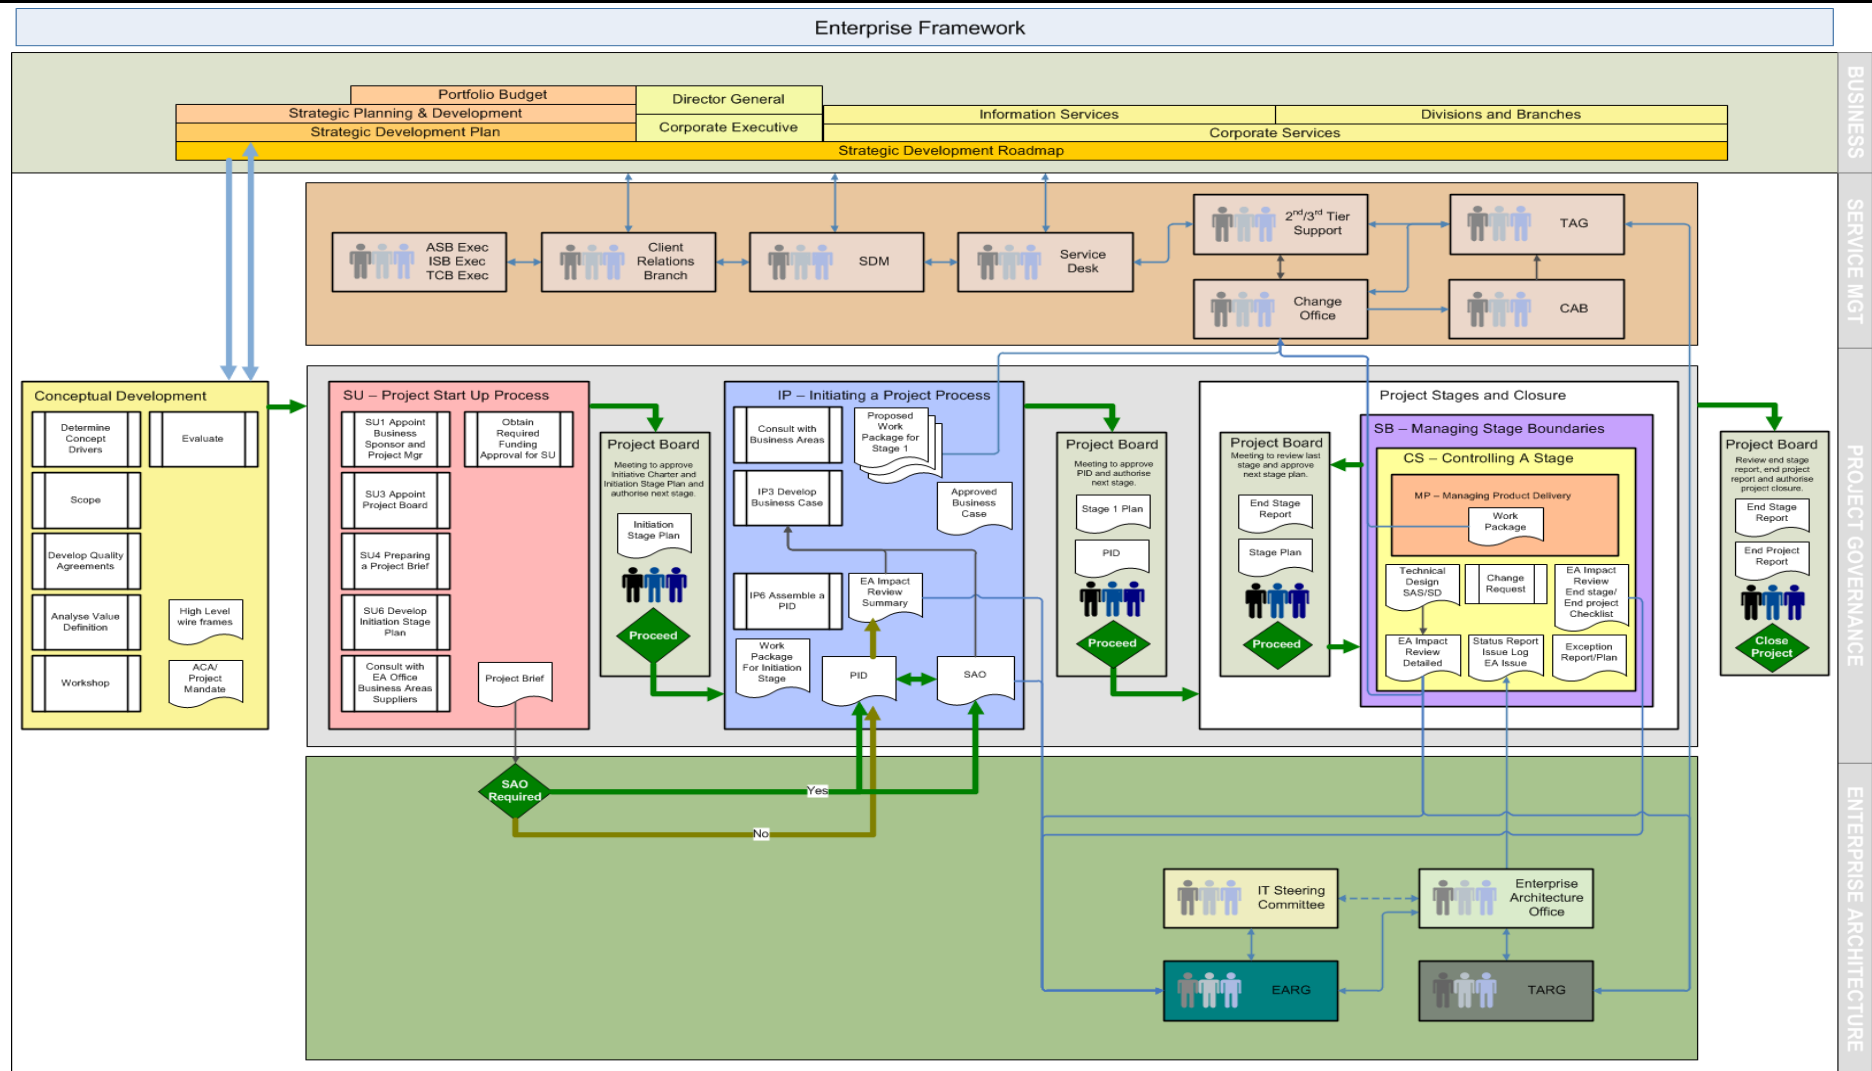 Enterprise Framework
BUSINESS
Portfolio Budget
Strategic Planning & Development
Strategic Development Plan
Director General
Corporate Executive
Information Services
Divisions and Branches
Corporate Services
Strategic Development Roadmap
SERVICE MGT
ASB Exec
ISB Exec
TCB Exec
Client
Relations
Branch
SDM
Service
Desk
2nd/3rd Tier
Support
TAG
Change
Office
CAB
PROJECT GOVERNANCE
Conceptual Development
Determine
Concept
Drivers
Evaluate
Scope
Develop Quality
Agreements
Analyse Value
Definition
High Level
wire frames
Workshop
ACA/
Project
Mandate
SU – Project Start Up Process
SU1 Appoint
Business
Sponsor and
Project Mgr
Obtain
Required
Funding
Approval for SU
SU3 Appoint
Project Board
SU4 Preparing
a Project Brief
SU6 Develop
Initiation Stage
Plan
Consult with
EA Office
Business Areas
Suppliers
Project Brief
Project Board
Meeting to approve
Initiative Charter and
Initiation Stage Plan and
authorise next stage.
Initiation
Stage Plan
Proceed
IP – Initiating a Project Process
Consult with
Business Areas
Proposed
Work
Package for
Stage 1
IP3 Develop
Business Case
Approved
Business
Case
IP6 Assemble a
PID
EA Impact
Review
Summary
Work
Package
For Initiation
Stage
PID
SAO
Project Board
Meeting to approve
PID and authorise
next stage.
Stage 1 Plan
PID
Proceed
Project Stages and Closure
Project Board
Meeting to review last
stage and approve
next stage plan.
End Stage
Report
Stage Plan
Proceed
SB – Managing Stage Boundaries
CS – Controlling A Stage
MP – Managing Product Delivery
Work
Package
Technical
Design
SAS/SD
Change
Request
EA Impact
Review
End stage/
End project
Checklist
EA Impact
Review
Detailed
Status Report
Issue Log
EA Issue
Exception
Report/Plan
Project Board
Review end stage
report, end project
report and authorise
project closure.
End Stage
Report
End Project
Report
Close
Project
ENTERPRISE ARCHITECTURE
SAO
Required
Yes
No
IT Steering
Committee
Enterprise
Architecture
Office
EARG
TARG